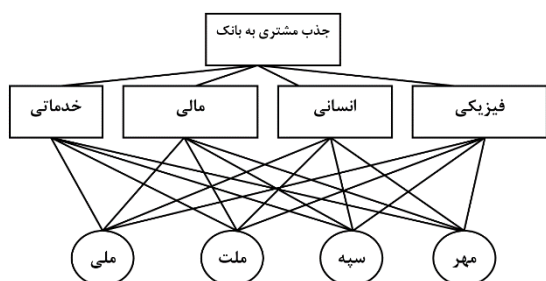 جذب مشتری به بانک
فیزیکی
انسانی
مالی
خدماتی
مهر
سپه
ملت
ملی